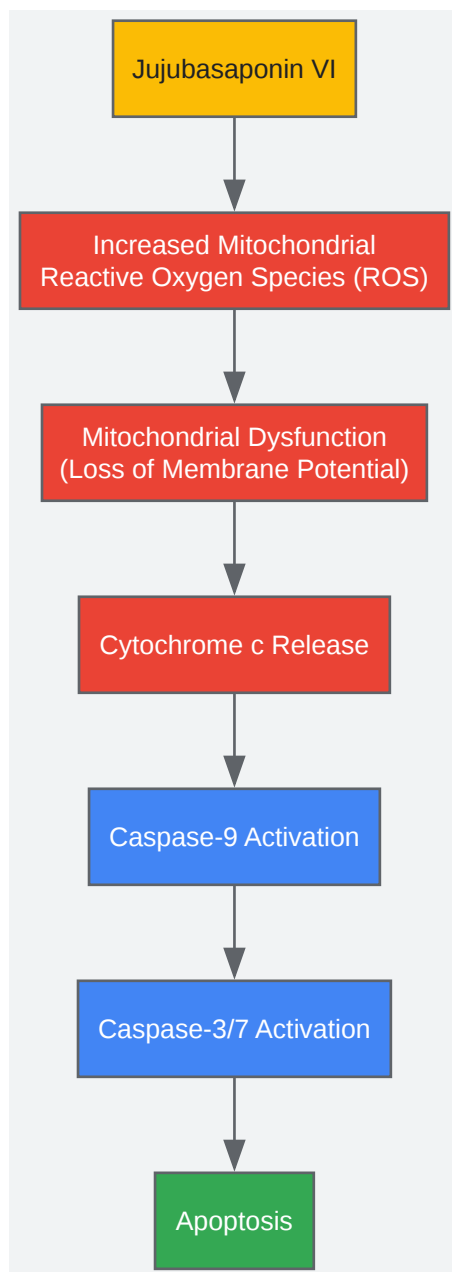 Jujubasaponin VI
Increased Mitochondrial
Reactive Oxygen Species (ROS)
Mitochondrial Dysfunction
(Loss of Membrane Potential)
Cytochrome c Release
Caspase-9 Activation
Caspase-3/7 Activation
Apoptosis